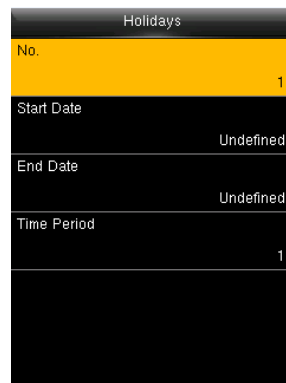 Holidays
No.
1
Start Date
Undefined
End Date
Undefined
Time Period
1